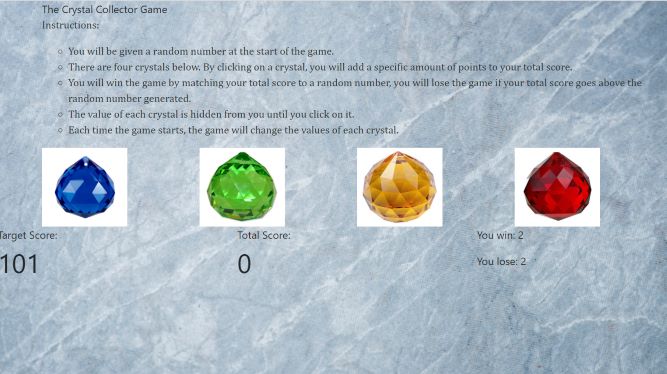 The Crystal Collector Game
Instructions:
You will be given a random number at the start of the game.
There are four crystals below. By clicking on a crystal, you will add a specific amount of points to your total score.
You will win the game by matching your total score to a random number, you will lose the game if your total score goes above the
random number generated.
The value of each crystal is hidden from you until you click on it.
Each time the game starts, the game will change the values of each crystal.
Target Score:
101
Total Score:
0
You win: 2
You lose: 2